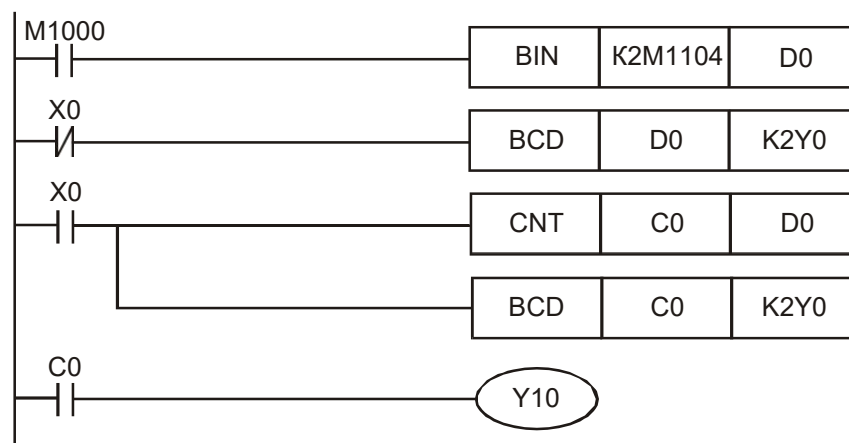 M1000
BIN K2M1104 D0
X0
BCD D0 K2Y0
X0
CNT C0 D0
BCD C0 K2Y0
C0
Y10